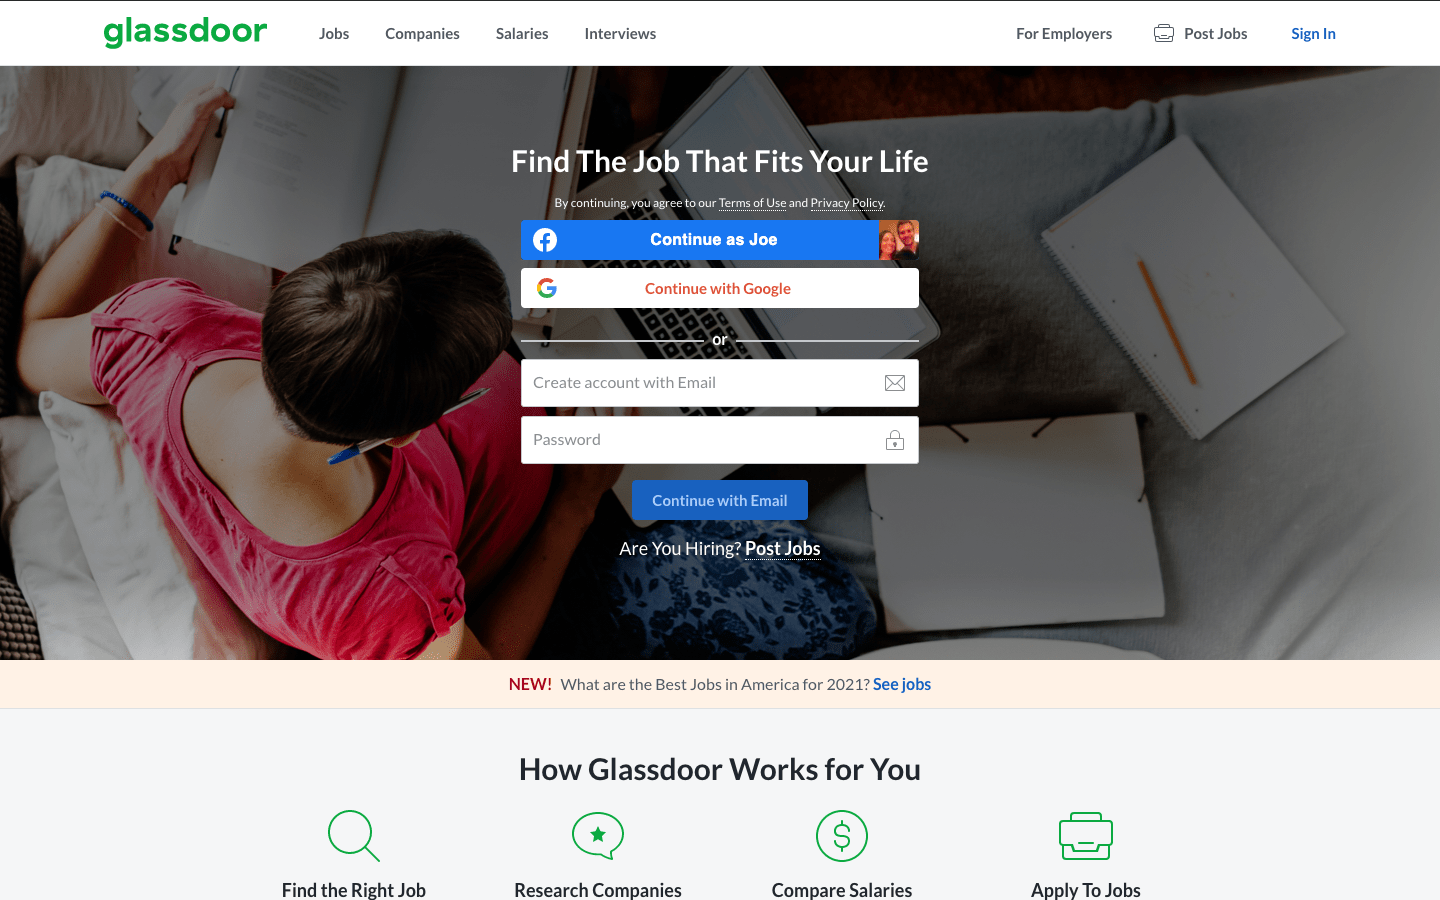 glassdoor
Jobs
Companies
Salaries
Interviews
For Employers
Post Jobs
Sign In
Find The Job That Fits Your Life
By continuing, you agree to our Terms of Use and Privacy Policy.
Continue as Joe
Continue with Google
or
Create account with Email
Password
Continue with Email
Are You Hiring? Post Jobs
NEW! What are the Best Jobs in America for 2021? See jobs
How Glassdoor Works for You
Find the Right Job
Research Companies
Compare Salaries
Apply To Jobs